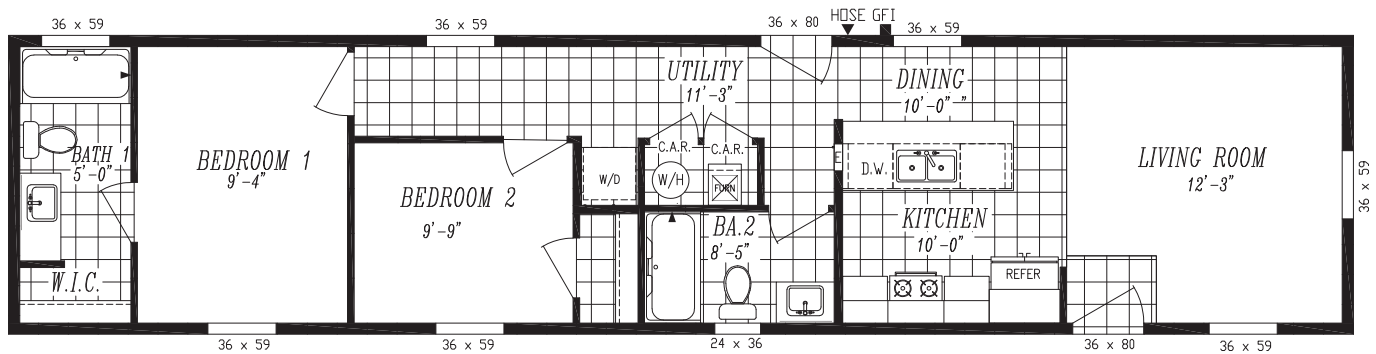 36 x 59
36 x 59
36 x 80
HOSE GFI
36 x 59
UTILITY
11'-3"
DINING
10'-0" "
BATH 1
5'-0"
BEDROOM 1
9'-4"
BEDROOM 2
9'-9"
W/D
C.A.R.
W/H
C.A.R.
FURN
E
D.W.
LIVING ROOM
12'-3"
36 x 59
KITCHEN
10'-0"
BA.2
8'-5"
REFER
W.I.C.
36 x 59
36 x 59
24 x 36
36 x 80
36 x 59